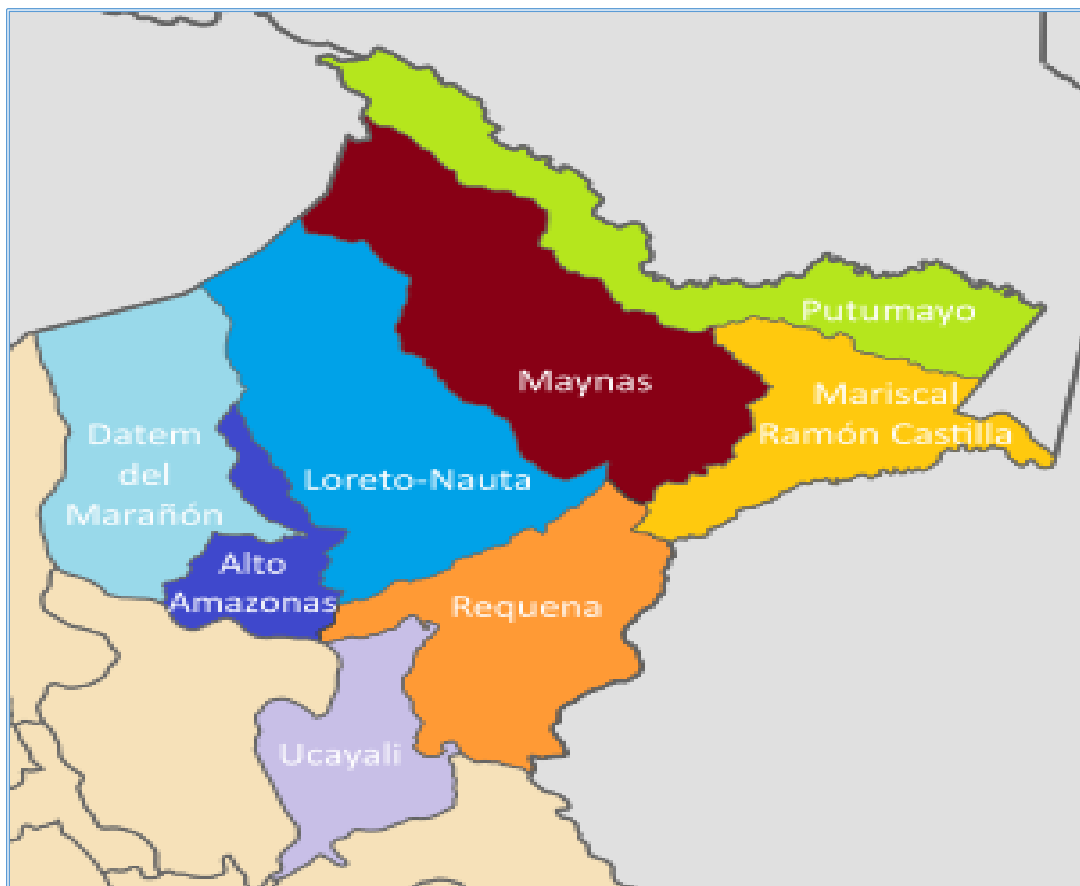 Putumayo
Maynas
Mariscal
Ramón Castilla
Datem
del
Marañón
Loreto-Nauta
Alto
Amazonas
Requena
Ucayali